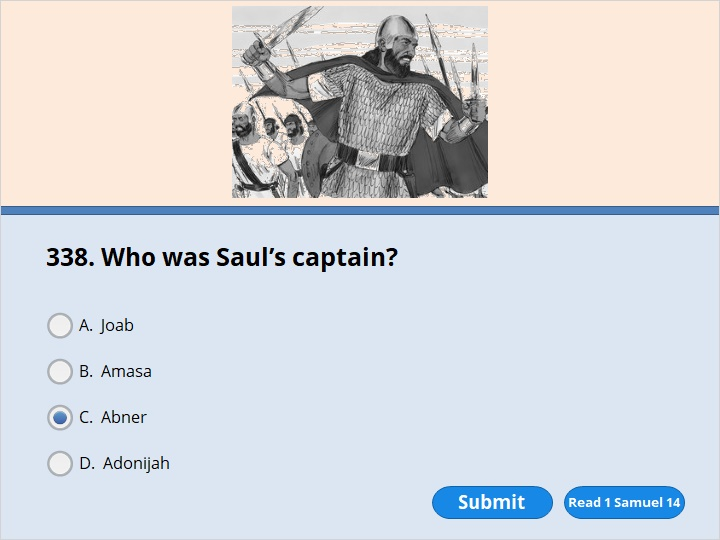 338. Who was Saul’s captain?
A. Joab
B. Amasa
C. Abner
D. Adonijah
Submit
Read 1 Samuel 14